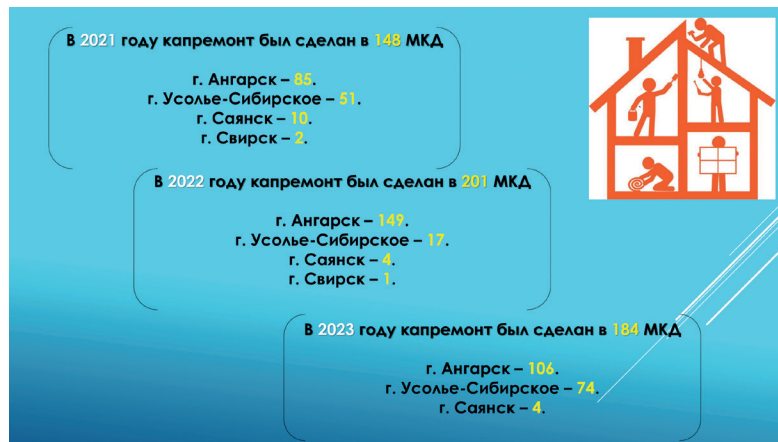 В 2021 году капремонт был сделан в 148 МКД
г. Ангарск – 85.
г. Усолье-Сибирское – 51.
г. Саянск – 10.
г. Свирск – 2.
В 2022 году капремонт был сделан в 201 МКД
г. Ангарск – 149.
г. Усолье-Сибирское – 17.
г. Саянск – 4.
г. Свирск – 1.
В 2023 году капремонт был сделан в 184 МКД
г. Ангарск – 106.
г. Усолье-Сибирское – 74.
г. Саянск – 4.